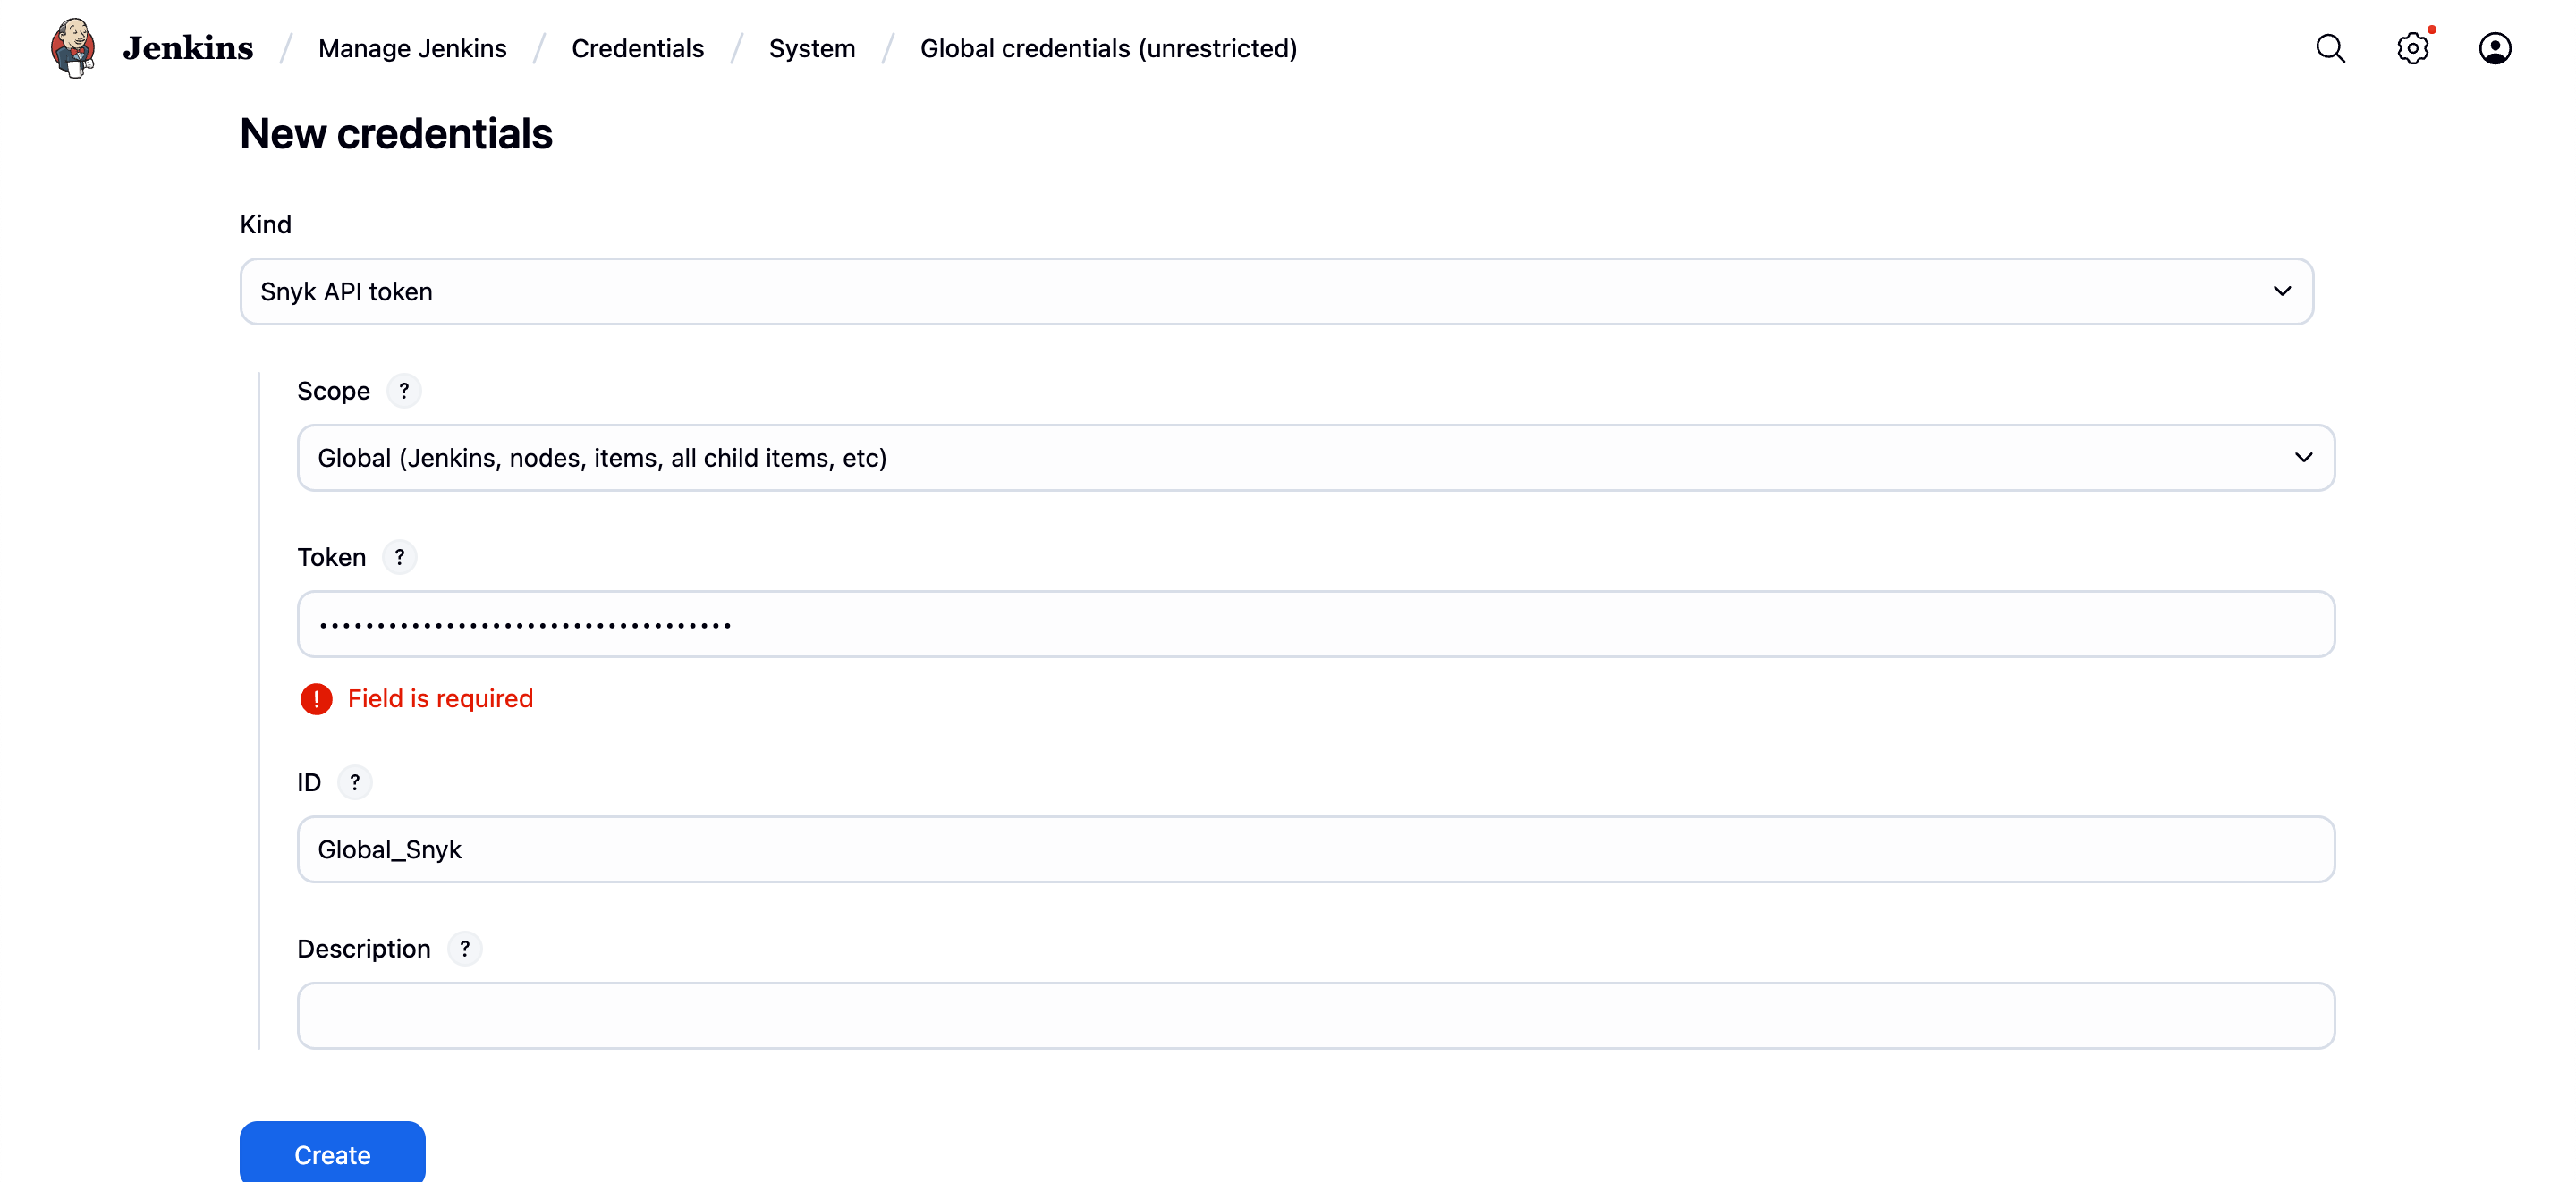 Jenkins / Manage Jenkins / Credentials / System / Global credentials (unrestricted)
New credentials
Kind
Snyk API token
Scope ?
Global (Jenkins, nodes, items, all child items, etc)
Token ?
••••••••••••••••••••••••••••••••••••
! Field is required
ID ?
Global_Snyk
Description ?
Create